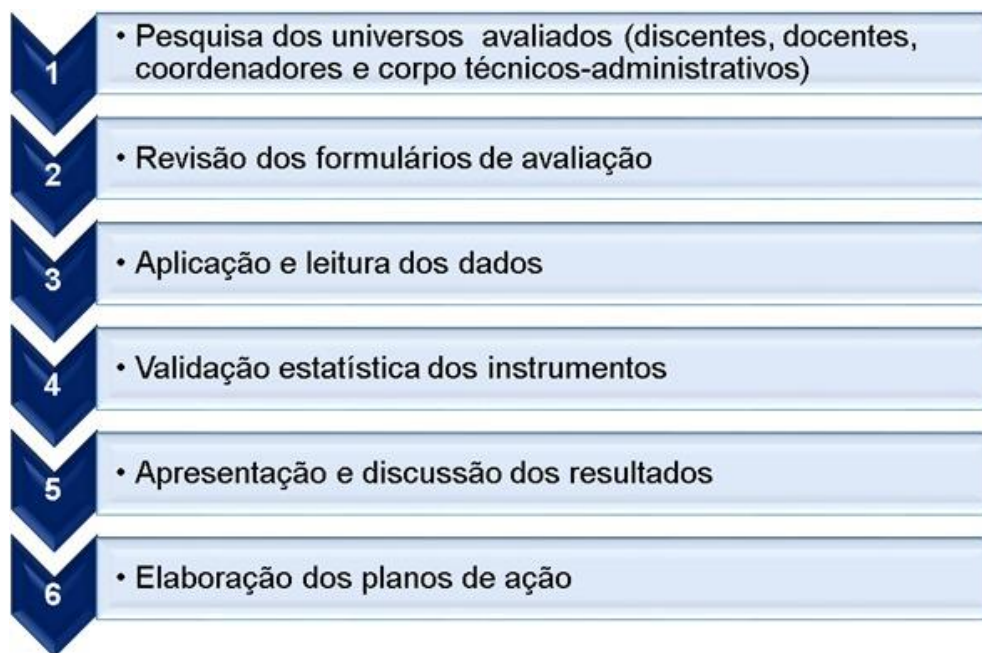 1
• Pesquisa dos universos avaliados (discentes, docentes,
coordenadores e corpo técnicos-administrativos)
2
• Revisão dos formulários de avaliação
3
• Aplicação e leitura dos dados
4
• Validação estatística dos instrumentos
5
• Apresentação e discussão dos resultados
6
• Elaboração dos planos de ação